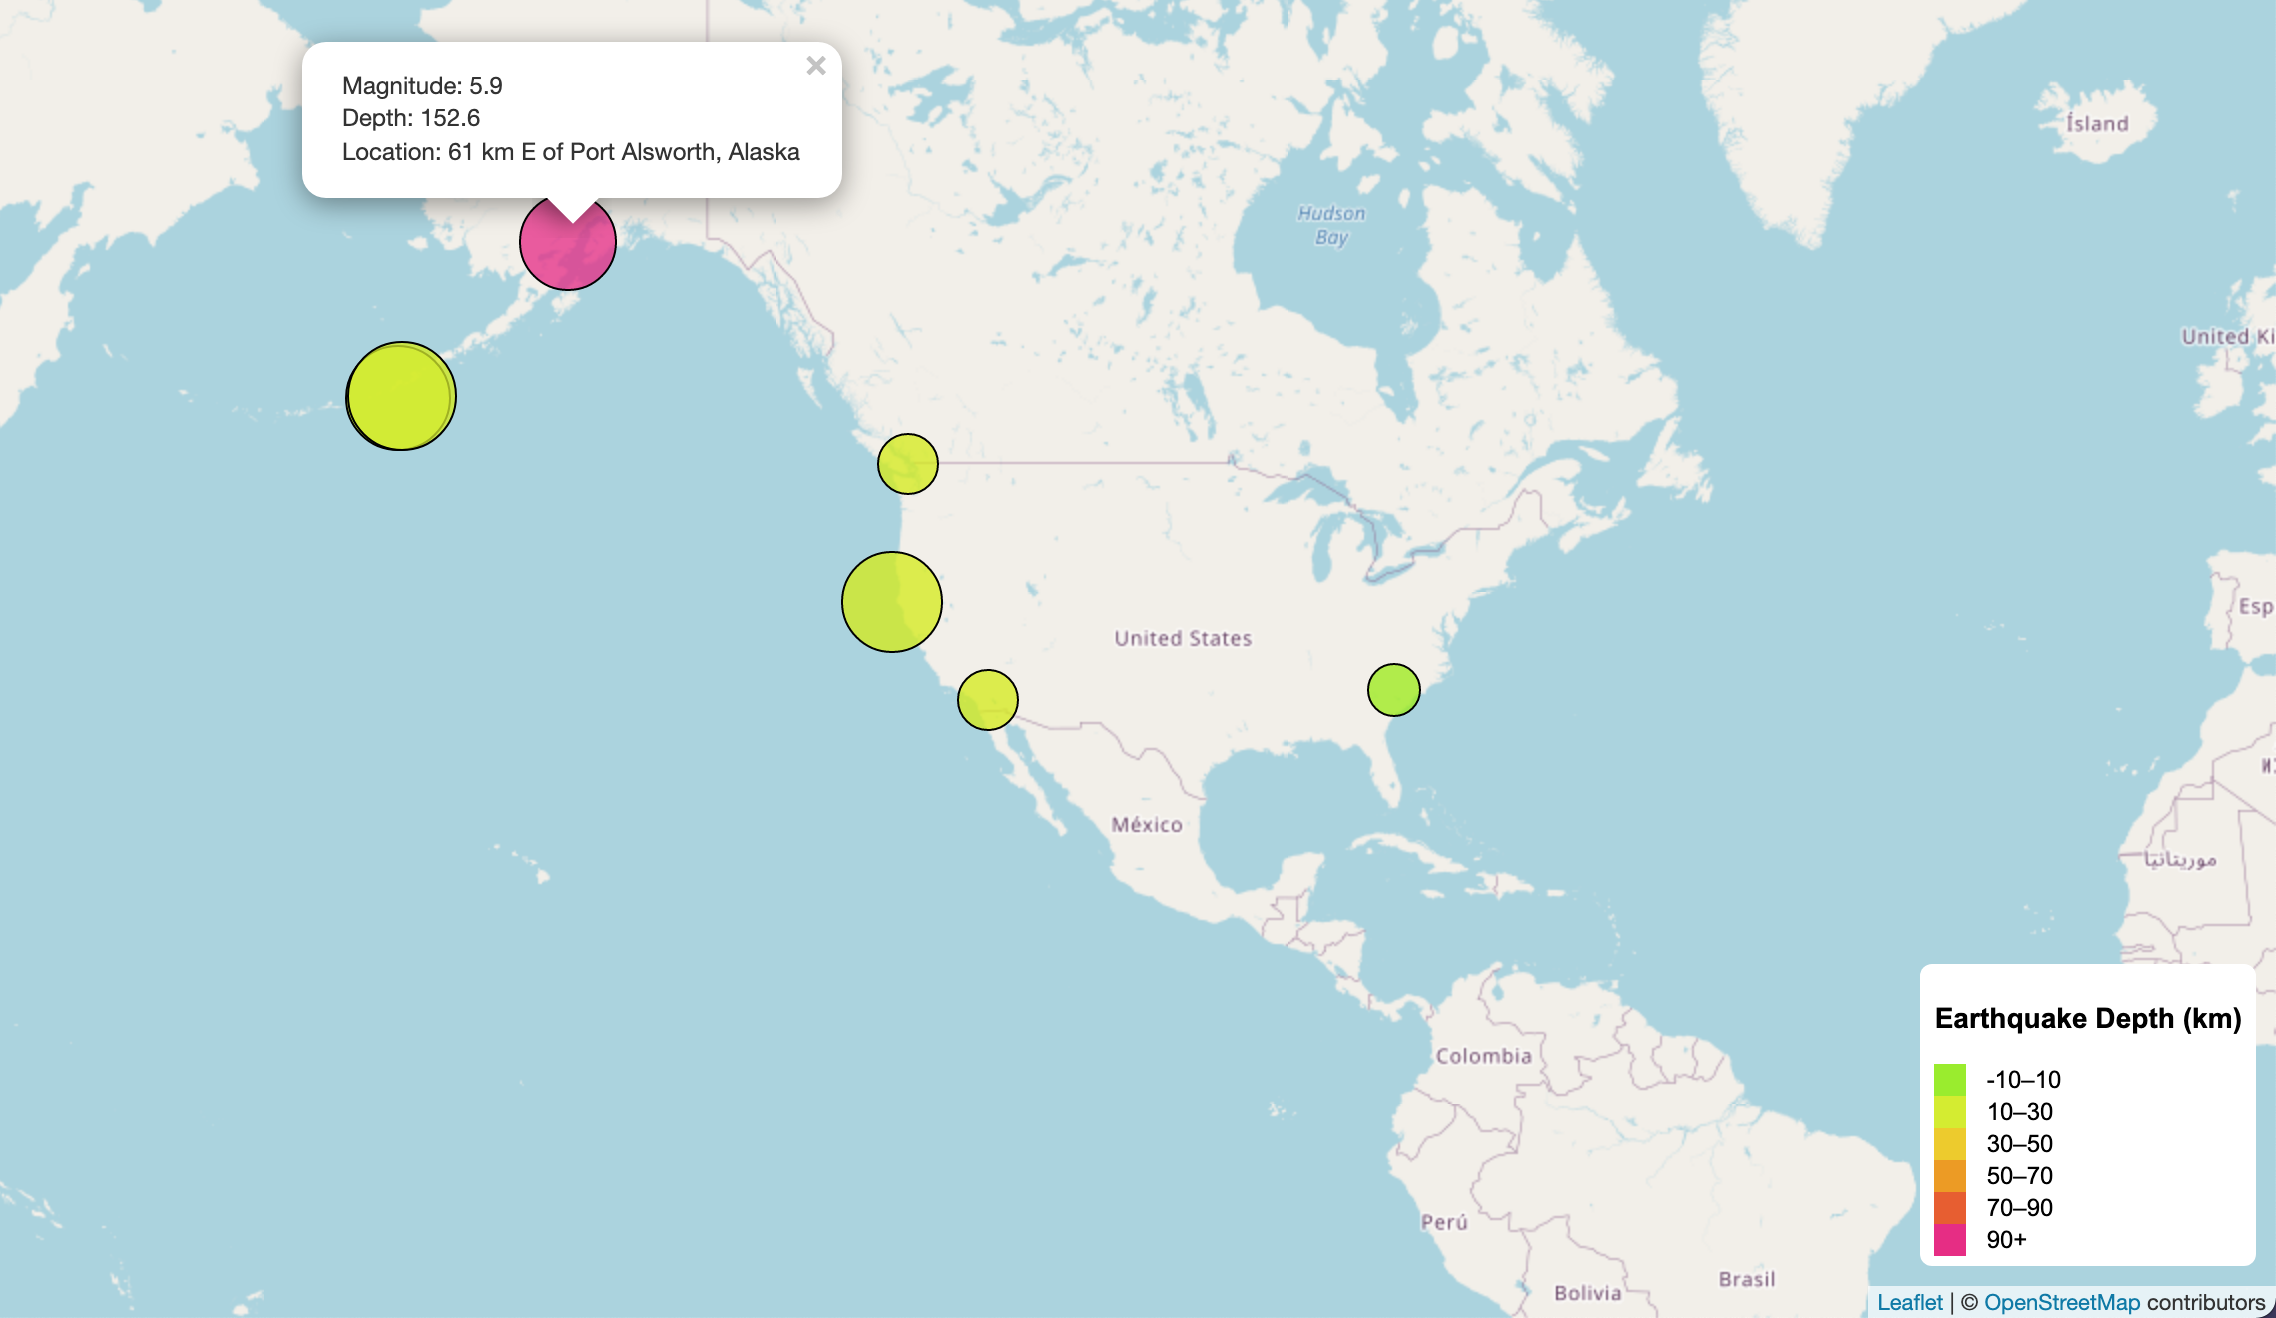 Magnitude: 5.9
×
Depth: 152.6
Location: 61 km E of Port Alsworth, Alaska
Ísland
Hudson
Bay
United Ki
Esp
United States
México
موريتانيا
Colombia
Perú
Brasil
Bolivia
Earthquake Depth (km)
-10–10
10–30
30–50
50–70
70–90
90+
Leaflet | © OpenStreetMap contributors